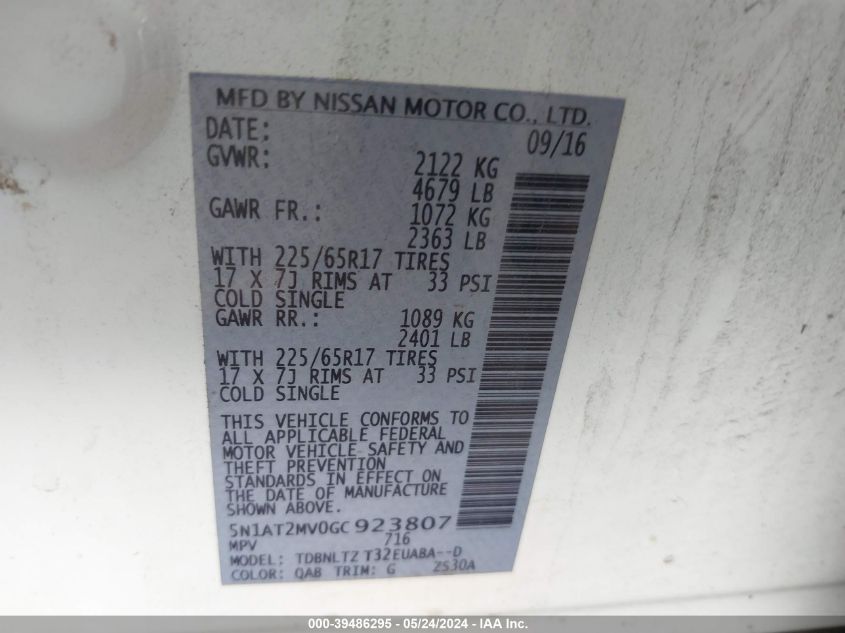 MFD BY NISSAN MOTOR CO., LTD.
DATE: 09/16
GVWR: 2122 KG
4679 LB
GAWR FR.: 1072 KG
2363 LB
WITH 225/65R17 TIRES
17 X 7J RIMS AT 33 PSI
COLD SINGLE
GAWR RR.: 1089 KG
2401 LB
WITH 225/65R17 TIRES
17 X 7J RIMS AT 33 PSI
COLD SINGLE
THIS VEHICLE CONFORMS TO
ALL APPLICABLE FEDERAL
MOTOR VEHICLE SAFETY AND
THEFT PREVENTION
STANDARDS IN EFFECT ON
THE DATE OF MANUFACTURE
SHOWN ABOVE.
5N1AT2MV0GC923807
MPV 716
MODEL: TDBNLTZ T32EUABA--D
COLOR: QAB TRIM: G ZS30A
000-39486295 - 05/24/2024 - IAA Inc.